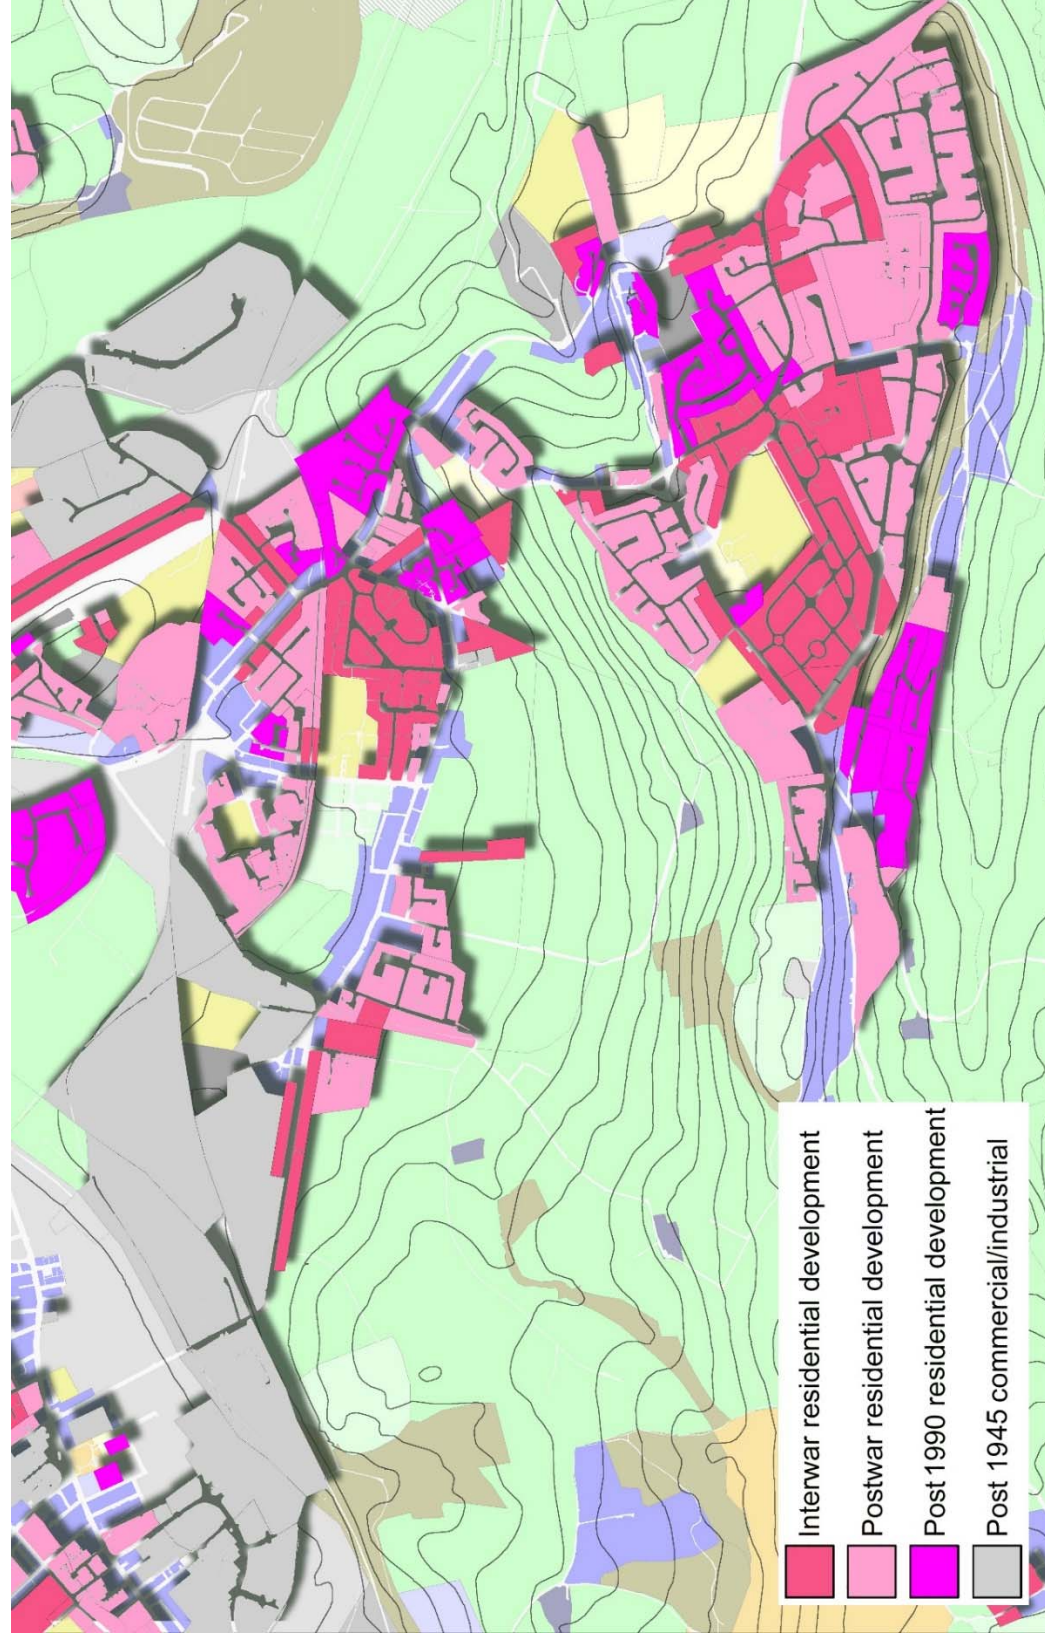 Interwar residential development
Postwar residential development
Post 1990 residential development
Post 1945 commercial/industrial